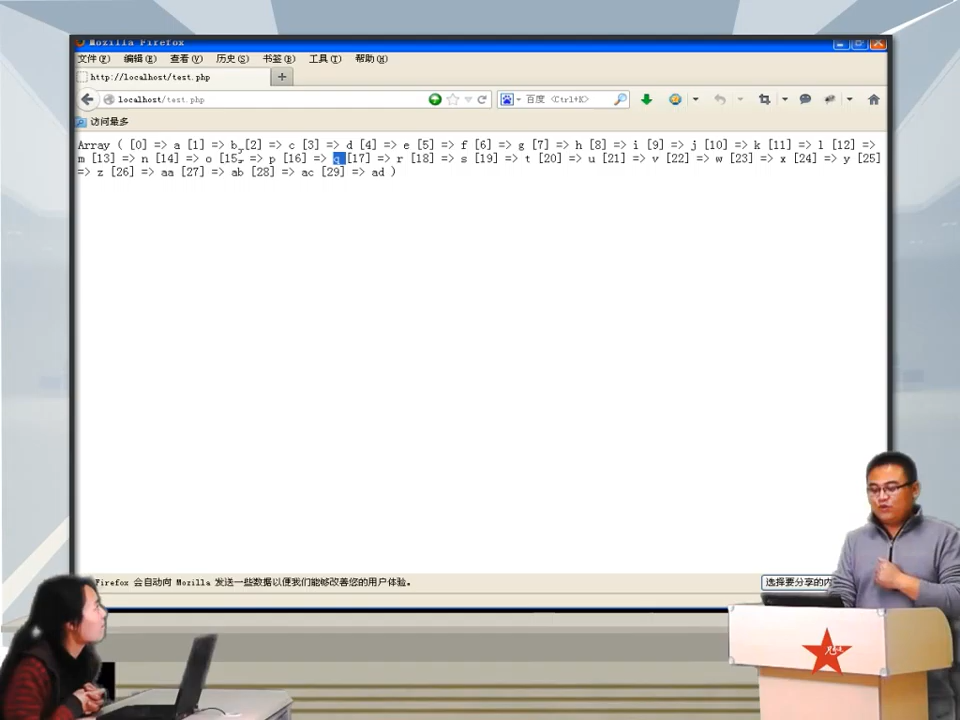 Mozilla Firefox
文件(F) 编辑(E) 查看(V) 历史(S) 书签(B) 工具(T) 帮助(H)
http://localhost/test.php
localhost/test.php 百度 <Ctrl+K>
访问最多
Array ( [0] => a [1] => b [2] => c [3] => d [4] => e [5] => f [6] => g [7] => h [8] => i [9] => j [10] => k [11] => l [12] =>
m [13] => n [14] => o [15] => p [16] => q [17] => r [18] => s [19] => t [20] => u [21] => v [22] => w [23] => x [24] => y [25]
=> z [26] => aa [27] => ab [28] => ac [29] => ad )
Firefox 会自动向 Mozilla 发送一些数据以便我们能够改善您的用户体验。 选择要分享的内